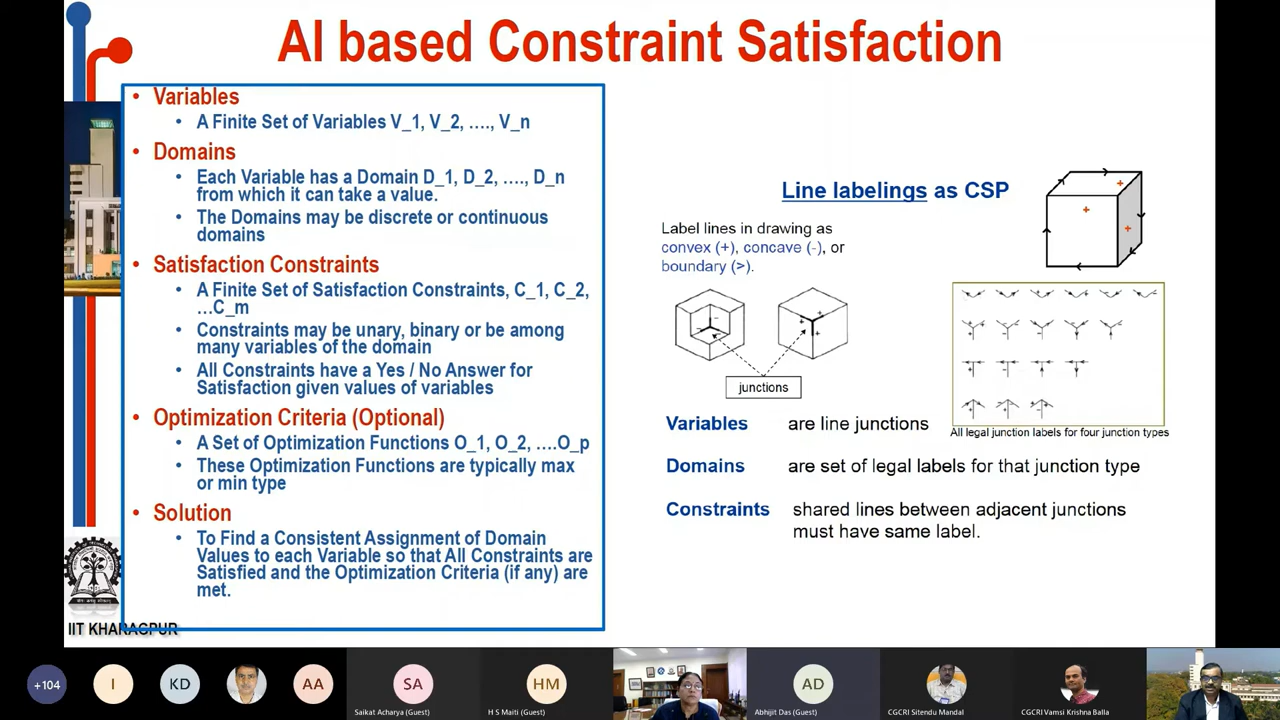 AI based Constraint Satisfaction
• Variables
• A Finite Set of Variables V_1, V_2, …., V_n
• Domains
• Each Variable has a Domain D_1, D_2, …., D_n
from which it can take a value.
• The Domains may be discrete or continuous
domains
• Satisfaction Constraints
• A Finite Set of Satisfaction Constraints, C_1, C_2,
…C_m
• Constraints may be unary, binary or be among
many variables of the domain
• All Constraints have a Yes / No Answer for
Satisfaction given values of variables
• Optimization Criteria (Optional)
• A Set of Optimization Functions O_1, O_2, ….O_p
• These Optimization Functions are typically max
or min type
• Solution
• To Find a Consistent Assignment of Domain
Values to each Variable so that All Constraints are
Satisfied and the Optimization Criteria (if any) are
met.
IIT KHARAGPUR
Line labelings as CSP
Label lines in drawing as
convex (+), concave (-), or
boundary (>).
junctions
All legal junction labels for four junction types
Variables are line junctions
Domains are set of legal labels for that junction type
Constraints shared lines between adjacent junctions
must have same label.
+104
I
KD
AA
SA
Saikat Acharya (Guest)
HM
H S Maiti (Guest)
AD
Abhijit Das (Guest)
CGCRI Sitendu Mandal
CGCRI Vamsi Krishna Balla